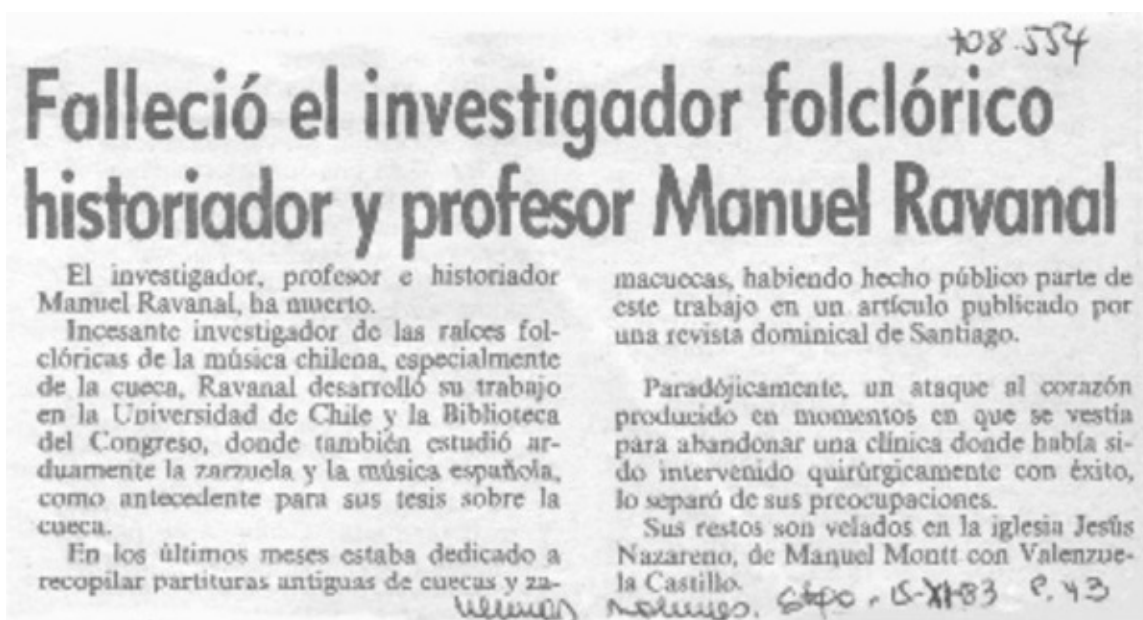 708.554
Falleció el investigador folclórico
historiador y profesor Manuel Ravanal
El investigador, profesor e historiador
Manuel Ravanal, ha muerto.
Incesante investigador de las raíces fol-
clóricas de la música chilena, especialmente
de la cueca, Ravanal desarrolló su trabajo
en la Universidad de Chile y la Biblioteca
del Congreso, donde también estudió ar-
duamente la zarzuela y la música española,
como antecedente para sus tesis sobre la
cueca.
En los últimos meses estaba dedicado a
recopilar partituras antiguas de cuecas y za-
macuecas, habiendo hecho público parte de
este trabajo en un artículo publicado por
una revista dominical de Santiago.
Paradójicamente, un ataque al corazón
producido en momentos en que se vestía
para abandonar una clínica donde había si-
do intervenido quirúrgicamente con éxito,
lo separó de sus preocupaciones.
Sus restos son velados en la iglesia Jesús
Nazareno, de Manuel Montt con Valenzue-
la Castillo.
Stgo. 15-XI-83 P. 43